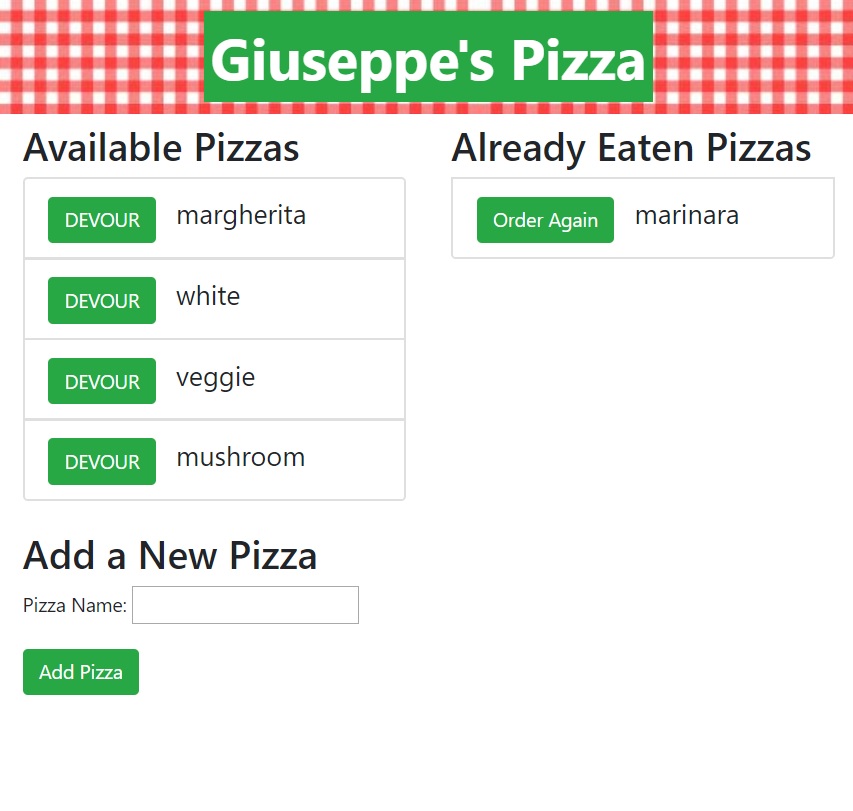 Giuseppe's Pizza
Available Pizzas
DEVOUR margherita
DEVOUR white
DEVOUR veggie
DEVOUR mushroom
Already Eaten Pizzas
Order Again marinara
Add a New Pizza
Pizza Name:
Add Pizza